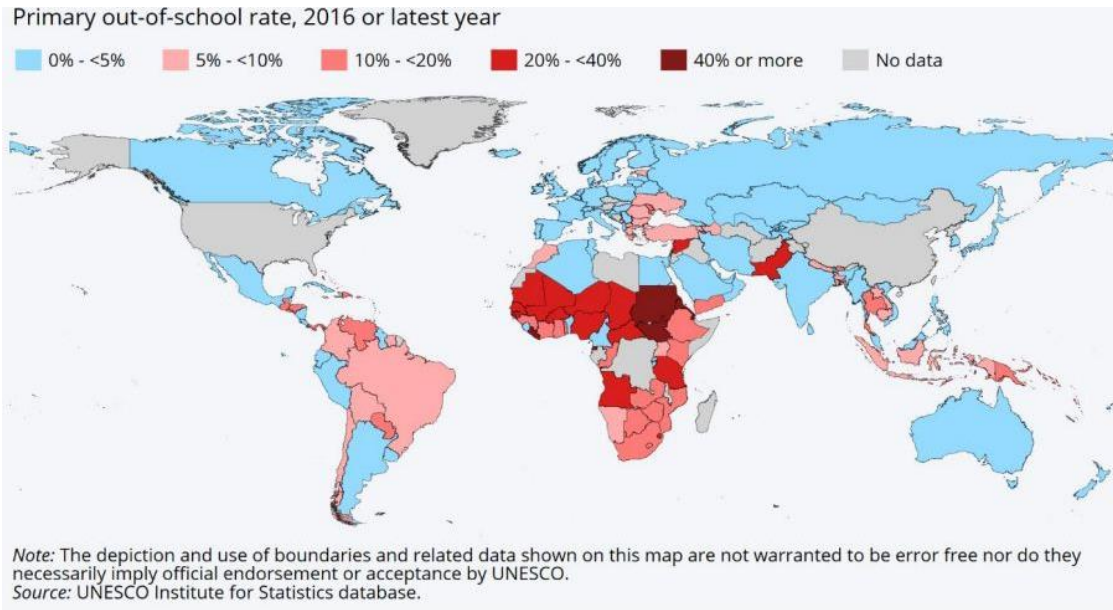 Primary out-of-school rate, 2016 or latest year
0% - <5% 5% - <10% 10% - <20% 20% - <40% 40% or more No data
Note: The depiction and use of boundaries and related data shown on this map are not warranted to be error free nor do they
necessarily imply official endorsement or acceptance by UNESCO.
Source: UNESCO Institute for Statistics database.